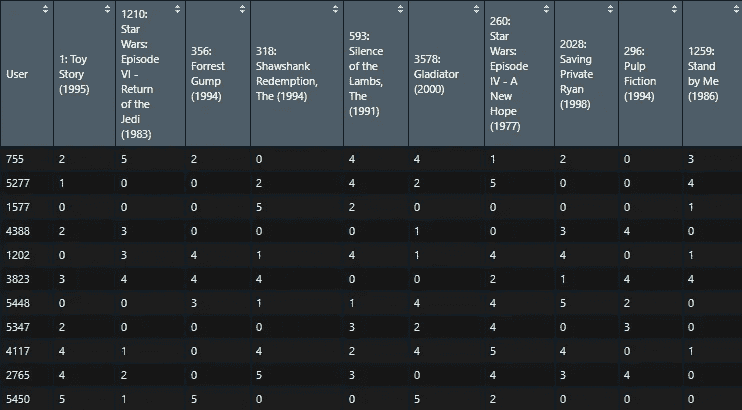 User
1: Toy
Story
(1995)
1210:
Star
Wars:
Episode
VI -
Return
of the
Jedi
(1983)
356:
Forrest
Gump
(1994)
318:
Shawshank
Redemption,
The (1994)
593:
Silence
of the
Lambs,
The
(1991)
3578:
Gladiator
(2000)
260:
Star
Wars:
Episode
IV - A
New
Hope
(1977)
2028:
Saving
Private
Ryan
(1998)
296:
Pulp
Fiction
(1994)
1259:
Stand
by Me
(1986)
755 2 5 2 0 4 4 1 2 0 3
5277 1 0 0 2 4 2 5 0 0 4
1577 0 0 0 5 2 0 0 0 0 1
4388 2 3 0 0 0 1 0 3 4 0
1202 0 3 4 1 4 1 4 4 0 1
3823 3 4 4 4 0 0 2 1 4 4
5448 0 0 3 1 1 4 4 5 2 0
5347 2 0 0 0 3 2 4 0 3 0
4117 4 1 0 4 2 4 5 4 0 1
2765 4 2 0 5 3 0 4 3 4 0
5450 5 1 5 0 0 5 2 0 0 0